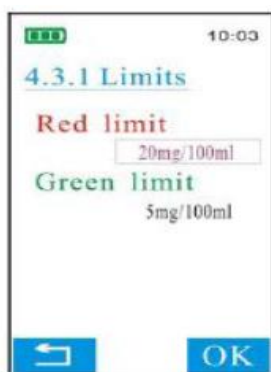 10:03
4.3.1 Limits
Red limit
20mg/100ml
Green limit
5mg/100ml
OK